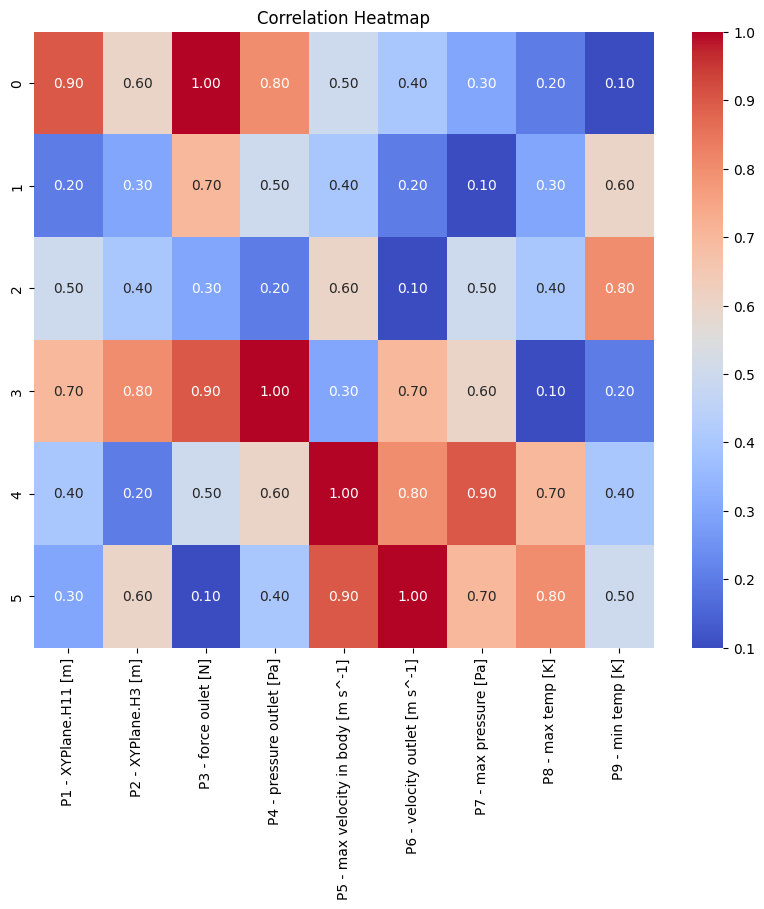 Correlation Heatmap
0 0.90 0.60 1.00 0.80 0.50 0.40 0.30 0.20 0.10
1 0.20 0.30 0.70 0.50 0.40 0.20 0.10 0.30 0.60
2 0.50 0.40 0.30 0.20 0.60 0.10 0.50 0.40 0.80
3 0.70 0.80 0.90 1.00 0.30 0.70 0.60 0.10 0.20
4 0.40 0.20 0.50 0.60 1.00 0.80 0.90 0.70 0.40
5 0.30 0.60 0.10 0.40 0.90 1.00 0.70 0.80 0.50
P1 - XYPlane.H11 [m]
P2 - XYPlane.H3 [m]
P3 - force oulet [N]
P4 - pressure outlet [Pa]
P5 - max velocity in body [m s^-1]
P6 - velocity outlet [m s^-1]
P7 - max pressure [Pa]
P8 - max temp [K]
P9 - min temp [K]
1.0
0.9
0.8
0.7
0.6
0.5
0.4
0.3
0.2
0.1